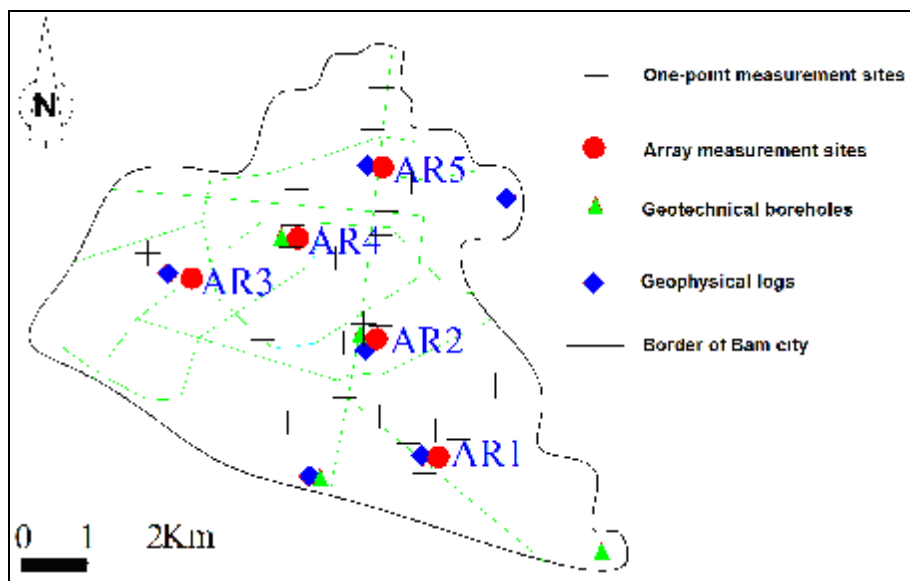 N
One-point measurement sites
Array measurement sites
Geotechnical boreholes
Geophysical logs
Border of Bam city
AR5
AR4
AR3
AR2
AR1
0 1 2Km